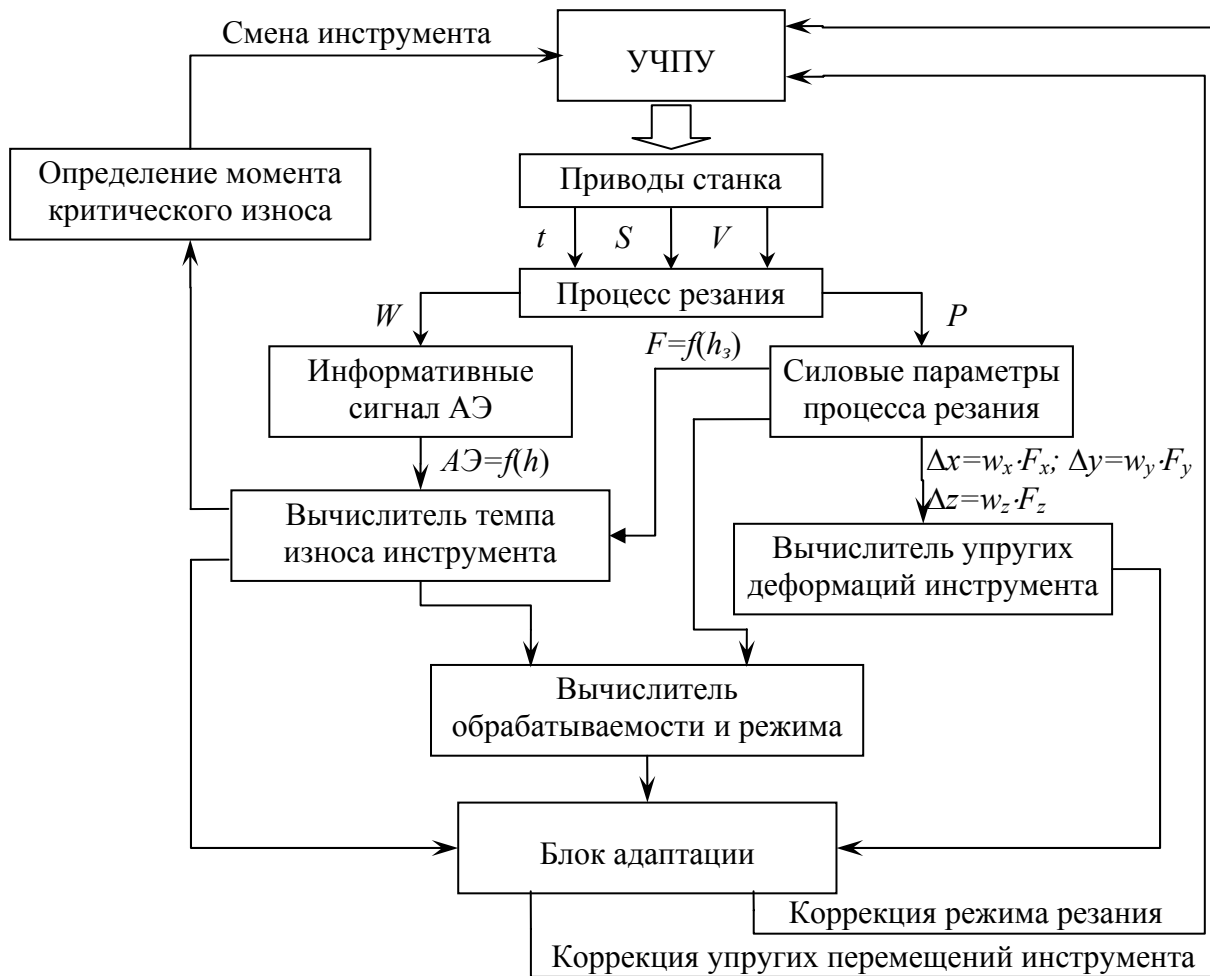 Смена инструмента
УЧПУ
Определение момента
критического износа
Приводы станка
t S V
Процесс резания
W
P
F=f(hз)
Информативные
сигнал АЭ
Силовые параметры
процесса резания
АЭ=f(h)
Δx=wx·Fx; Δy=wy·Fy
Δz=wz·Fz
Вычислитель темпа
износа инструмента
Вычислитель упругих
деформаций инструмента
Вычислитель
обрабатываемости и режима
Блок адаптации
Коррекция режима резания
Коррекция упругих перемещений инструмента